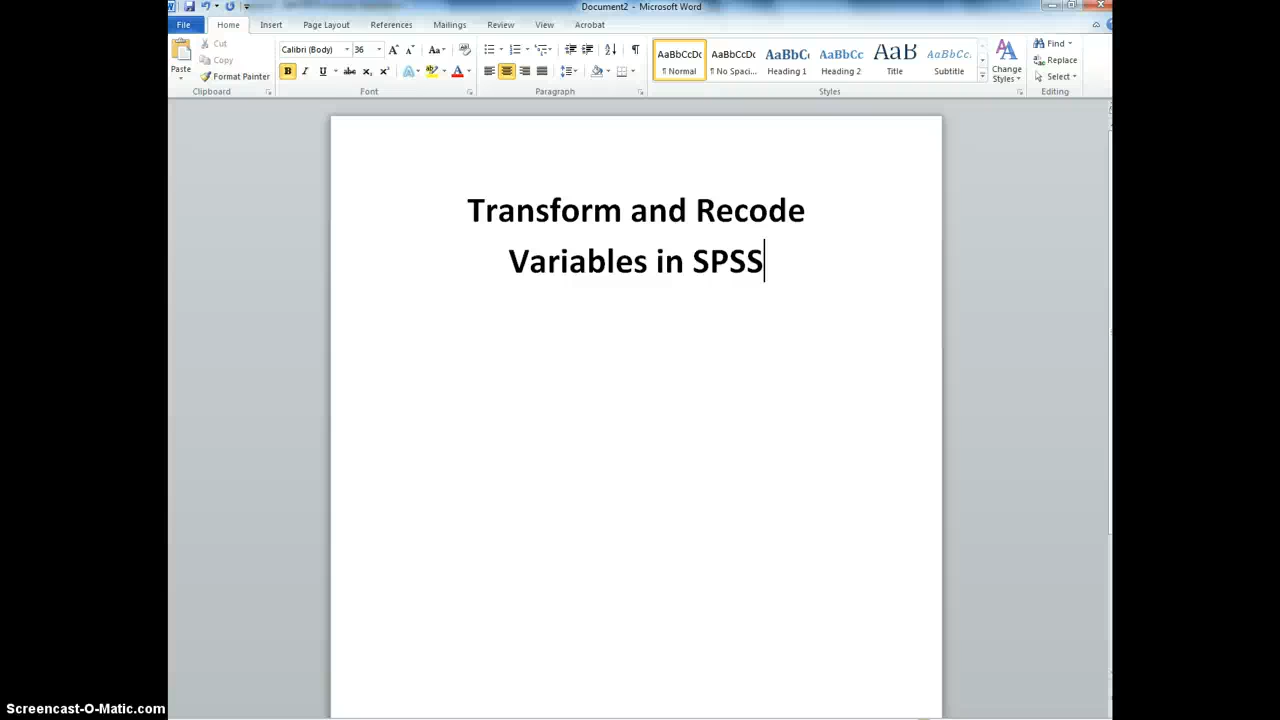 Document2 - Microsoft Word
File Home Insert Page Layout References Mailings Review View Acrobat
Paste
Cut
Copy
Format Painter
Clipboard
Calibri (Body) 36
Font
Paragraph
AaBbCcDc AaBbCcDc AaBbC AaBbCc AaB AaBbCc.
¶ Normal ¶ No Spaci... Heading 1 Heading 2 Title Subtitle
Change
Styles
Styles
Find
Replace
Select
Editing
Transform and Recode
Variables in SPSS
Screencast-O-Matic.com